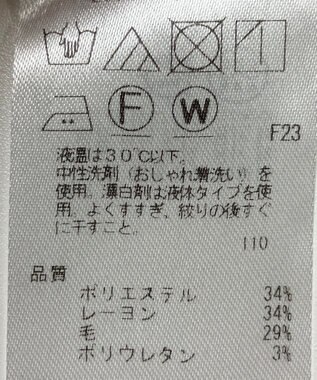 F W
F23
液温は30℃以下。
中性洗剤（おしゃれ着洗い）を
使用。漂白剤は液体タイプを使
用。よくすすぎ、絞りの後すぐ
に干すこと。
110
品質
ポリエステル 34%
レーヨン 34%
毛 29%
ポリウレタン 3%